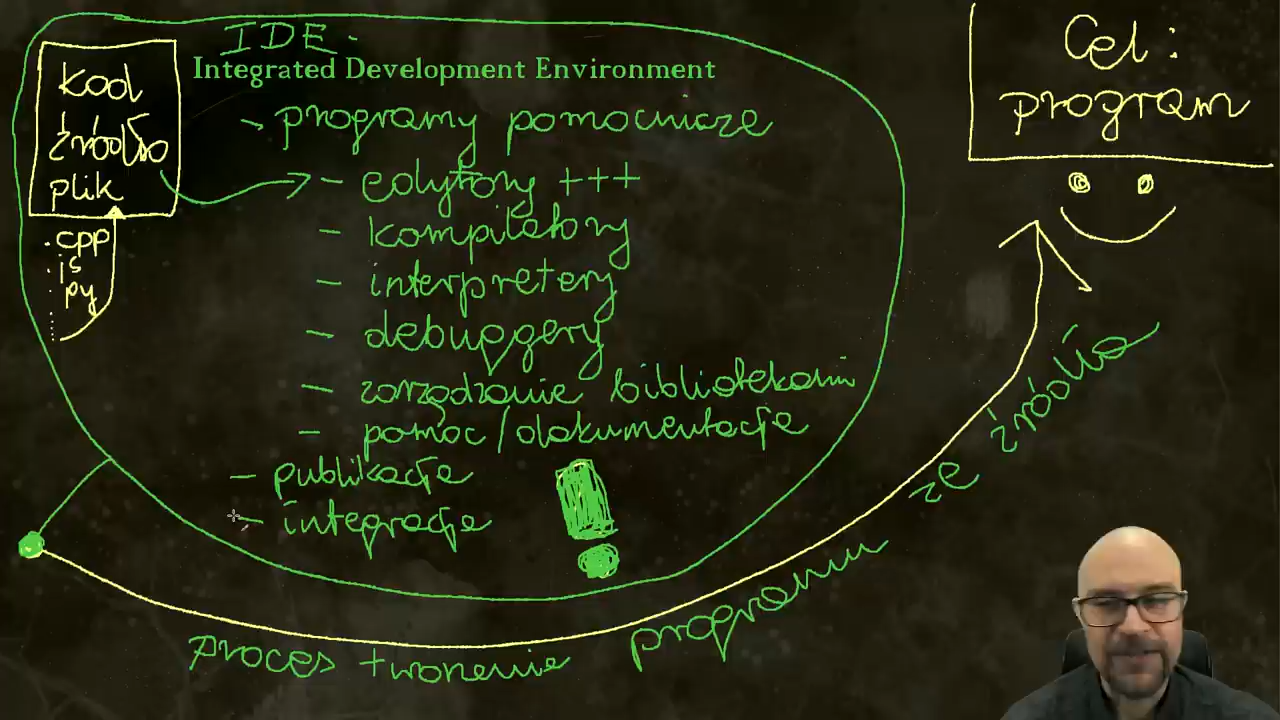 IDE -
Integrated Development Environment
kod
źródło
plik
.cpp
.js
.py
- programy pomocnicze
- edytory +++
- kompilatory
- interpretery
- debuggery
- zarządzanie bibliotekami
- pomoc/dokumentacje
- publikacje
- integracje
!
Cel:
program
proces tworzenie programu ze źródła